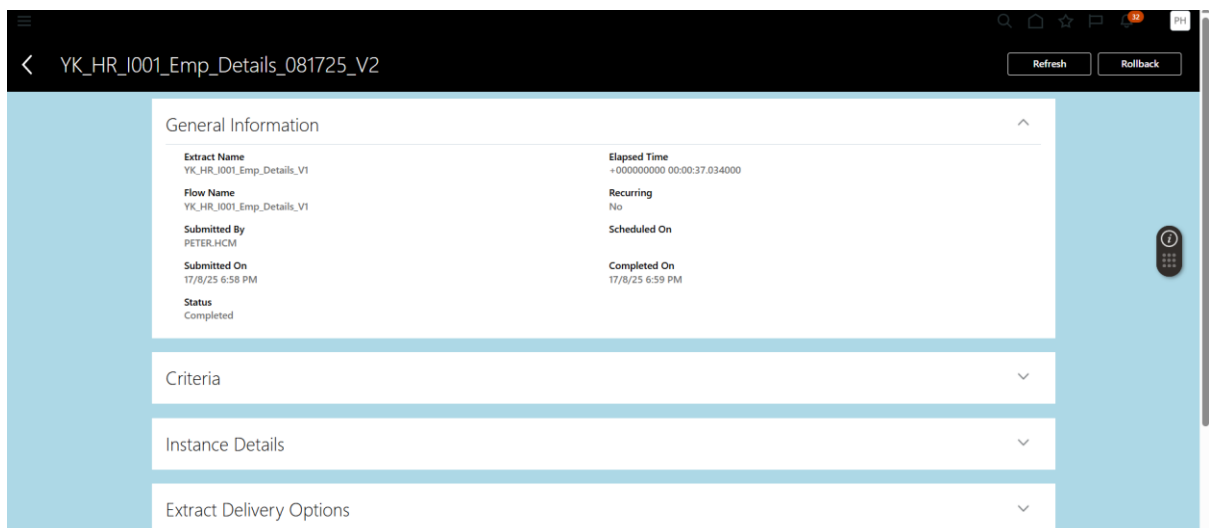 32
PH
YK_HR_I001_Emp_Details_081725_V2
Refresh
Rollback
General Information
Extract Name
YK_HR_I001_Emp_Details_V1
Elapsed Time
+000000000 00:00:37.034000
Flow Name
YK_HR_I001_Emp_Details_V1
Recurring
No
Submitted By
PETER.HCM
Scheduled On
Submitted On
17/8/25 6:58 PM
Completed On
17/8/25 6:59 PM
Status
Completed
Criteria
Instance Details
Extract Delivery Options